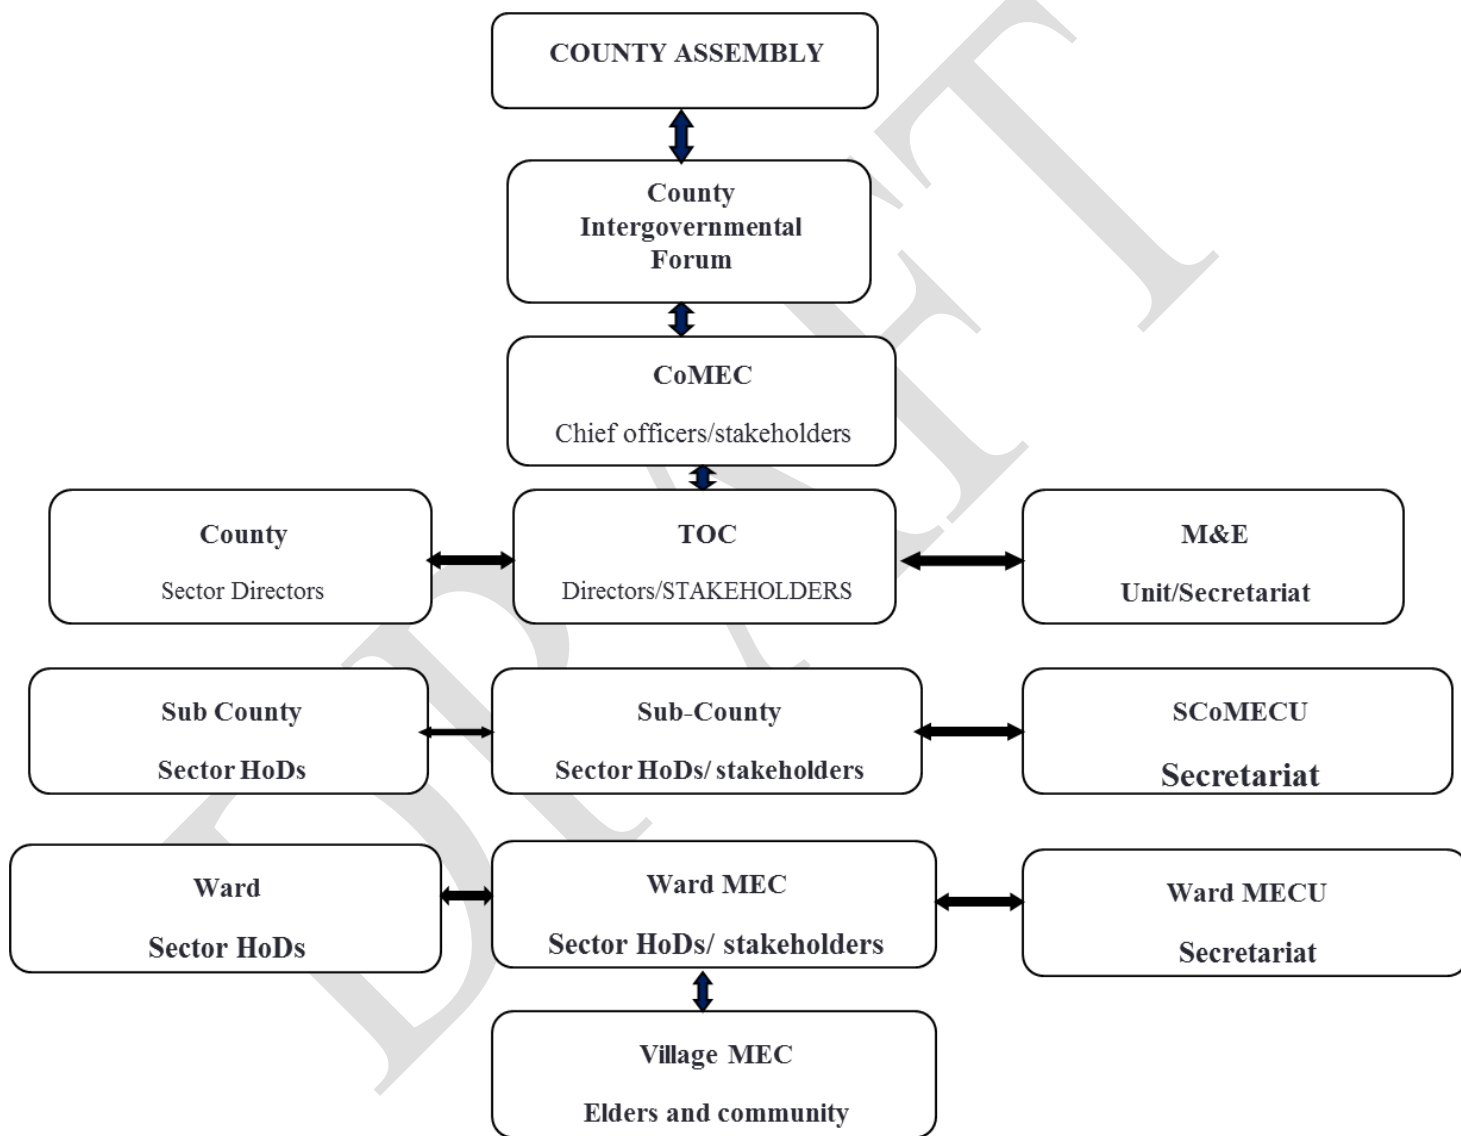 COUNTY ASSEMBLY
County
Intergovernmental
Forum
CoMEC
Chief officers/stakeholders
County
Sector Directors
TOC
Directors/STAKEHOLDERS
M&E
Unit/Secretariat
Sub County
Sector HoDs
Sub-County
Sector HoDs/ stakeholders
SCoMECU
Secretariat
Ward
Sector HoDs
Ward MEC
Sector HoDs/ stakeholders
Ward MECU
Secretariat
Village MEC
Elders and community
DRAFT